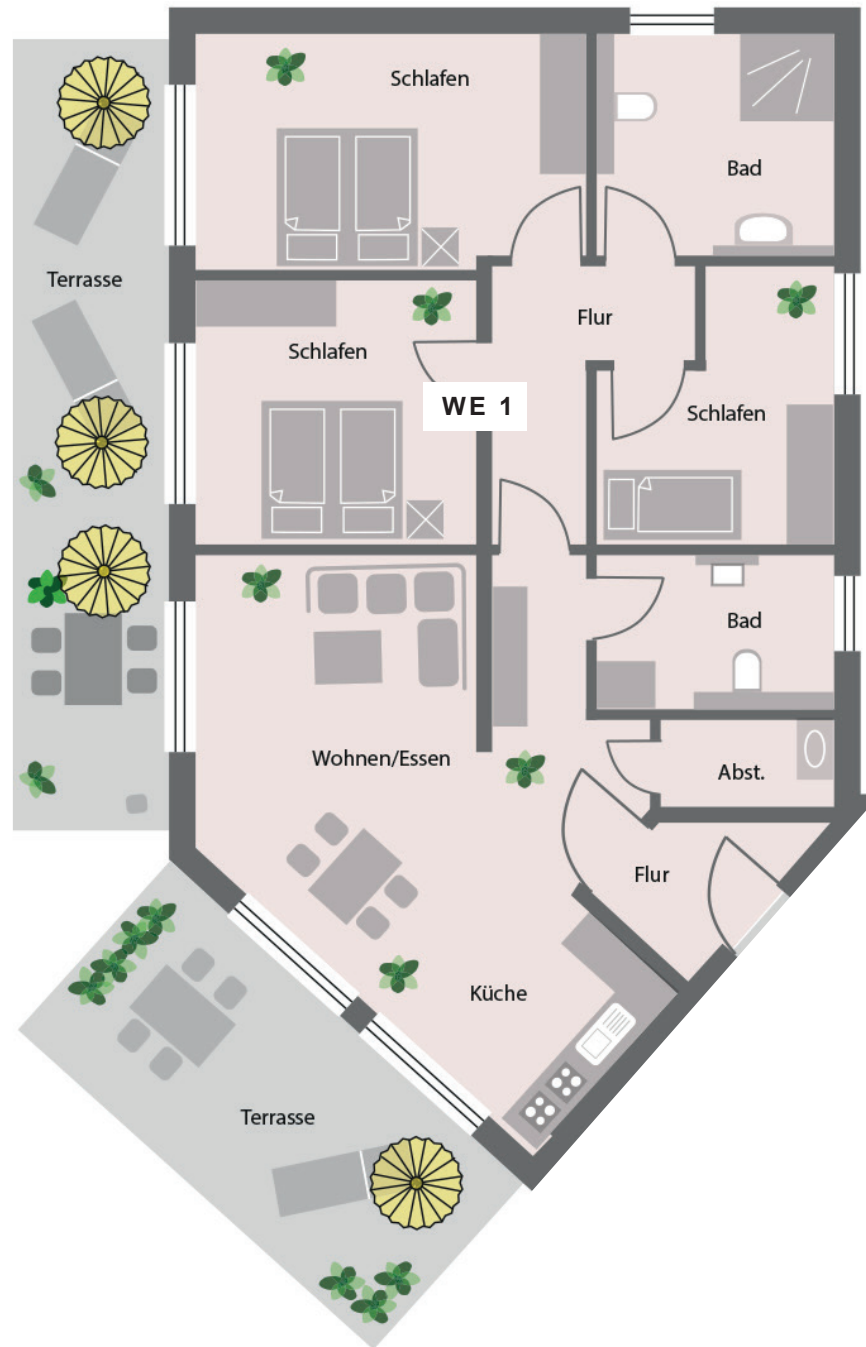 Schlafen
Bad
Terrasse
Flur
Schlafen
WE 1
Schlafen
Bad
Wohnen/Essen
Abst.
Flur
Küche
Terrasse